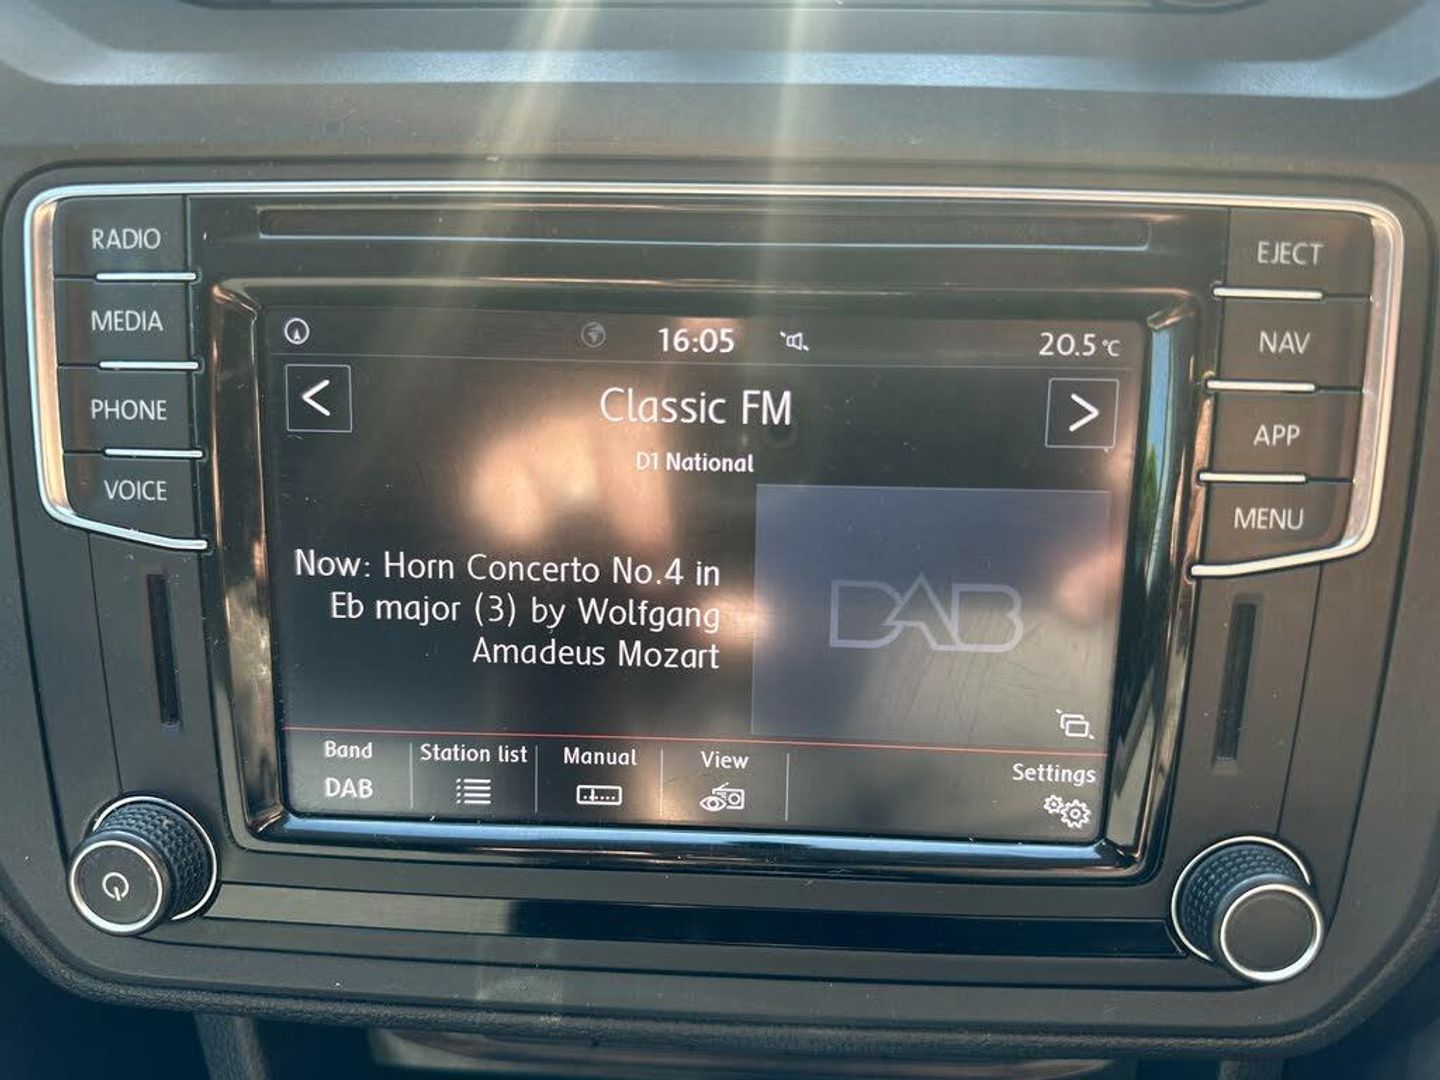 RADIO
MEDIA
PHONE
VOICE
EJECT
NAV
APP
MENU
16:05
20.5 °C
<
Classic FM
>
D1 National
Now: Horn Concerto No.4 in
Eb major (3) by Wolfgang
Amadeus Mozart
DAB
Band
DAB
Station list
Manual
View
Settings